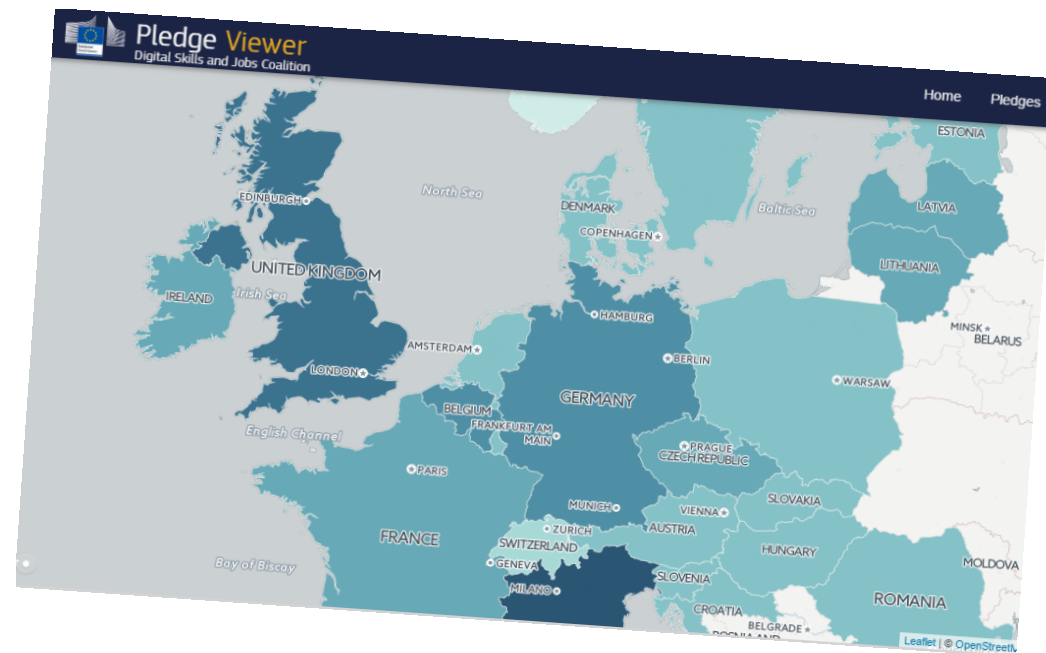 Pledge Viewer
Digital Skills and Jobs Coalition
Home Pledges
ESTONIA
North Sea
EDINBURGH
DENMARK
Baltic Sea
LATVIA
COPENHAGEN
UNITED KINGDOM
LITHUANIA
IRELAND
Irish Sea
HAMBURG
MINSK
BELARUS
AMSTERDAM
BERLIN
LONDON
WARSAW
GERMANY
BELGIUM
FRANKFURT AM
MAIN
English Channel
PRAGUE
CZECH REPUBLIC
PARIS
SLOVAKIA
MUNICH
VIENNA
ZURICH
AUSTRIA
FRANCE
SWITZERLAND
HUNGARY
Bay of Biscay
GENEVA
MOLDOVA
SLOVENIA
MILANO
ROMANIA
CROATIA
BELGRADE
Leaflet | © OpenStreetM